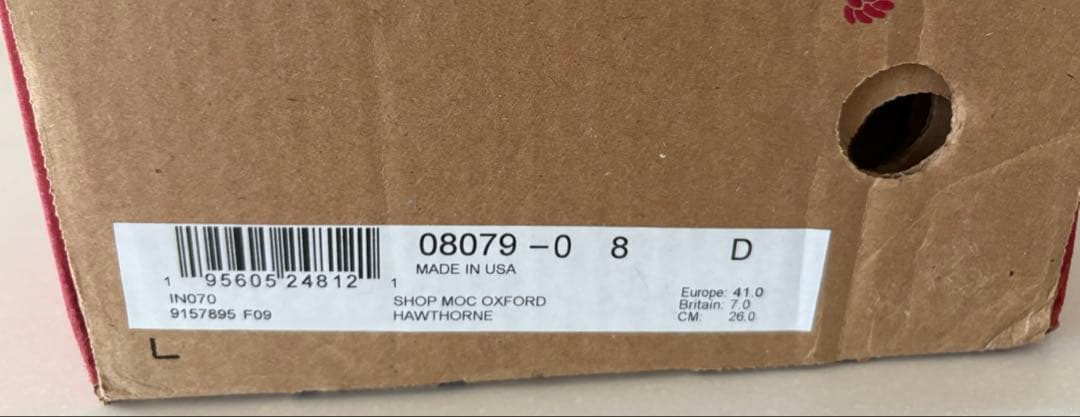 08079 -0 8 D
MADE IN USA
1 95605 24812 1
IN070
9157895 F09
SHOP MOC OXFORD
HAWTHORNE
Europe: 41.0
Britain: 7.0
CM: 26.0
L